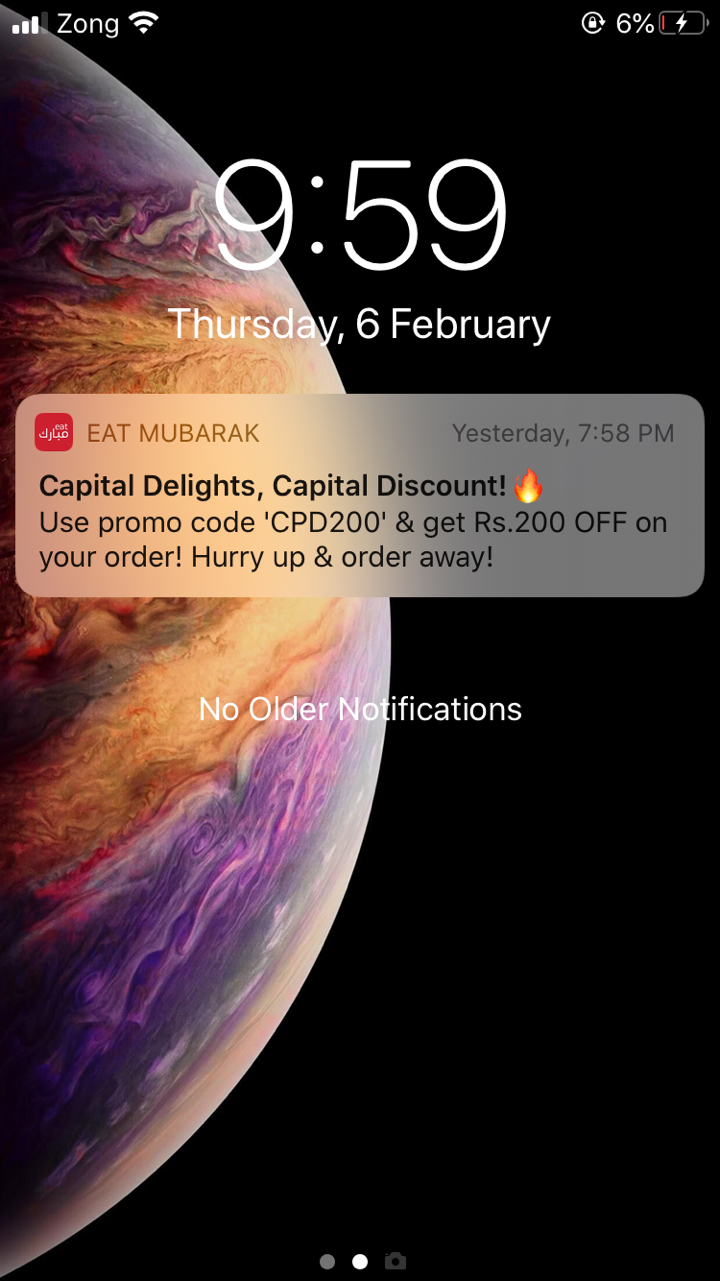 Zong 6%
9:59
Thursday, 6 February
eat
مبارك
EAT MUBARAK Yesterday, 7:58 PM
Capital Delights, Capital Discount!🔥
Use promo code 'CPD200' & get Rs.200 OFF on
your order! Hurry up & order away!
No Older Notifications